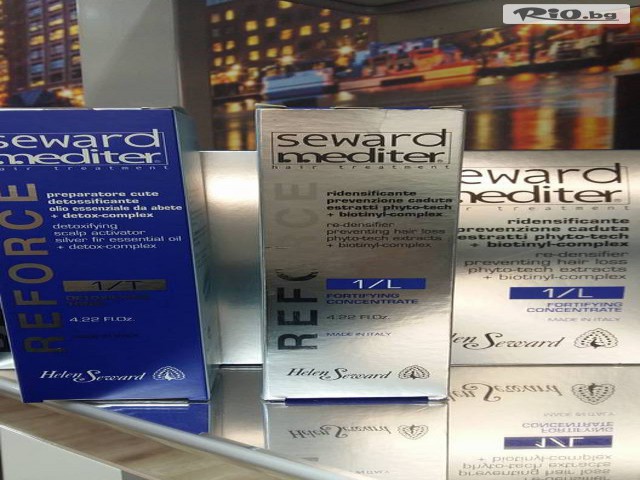 RiO.bg
seward
mediter
hair treatment
REFORCE
preparatore cute
detossificante
olio essenziale da abete
+ detox-complex
detoxifying
scalp activator
silver fir essential oil
+ detox-complex
1/T
4.22 Fl.Oz.
MADE IN ITALY
Helen Seward
seward
mediter
hair treatment
ridensificante
prevenzione caduta
estratti phyto-tech
+ biotinyl-complex
re-densifier
preventing hair loss
phyto-tech extracts
+ biotinyl-complex
1/L
FORTIFYING
CONCENTRATE
4.22 Fl.Oz.
MADE IN ITALY
Helen Seward
eward
mediter
hair treatment
ridensificante
prevenzione caduta
estratti phyto-tech
+ biotinyl-complex
re-densifier
preventing hair loss
phyto-tech extracts
+ biotinyl-complex
1/L
FORTIFYING
CONCENTRATE
Helen Seward